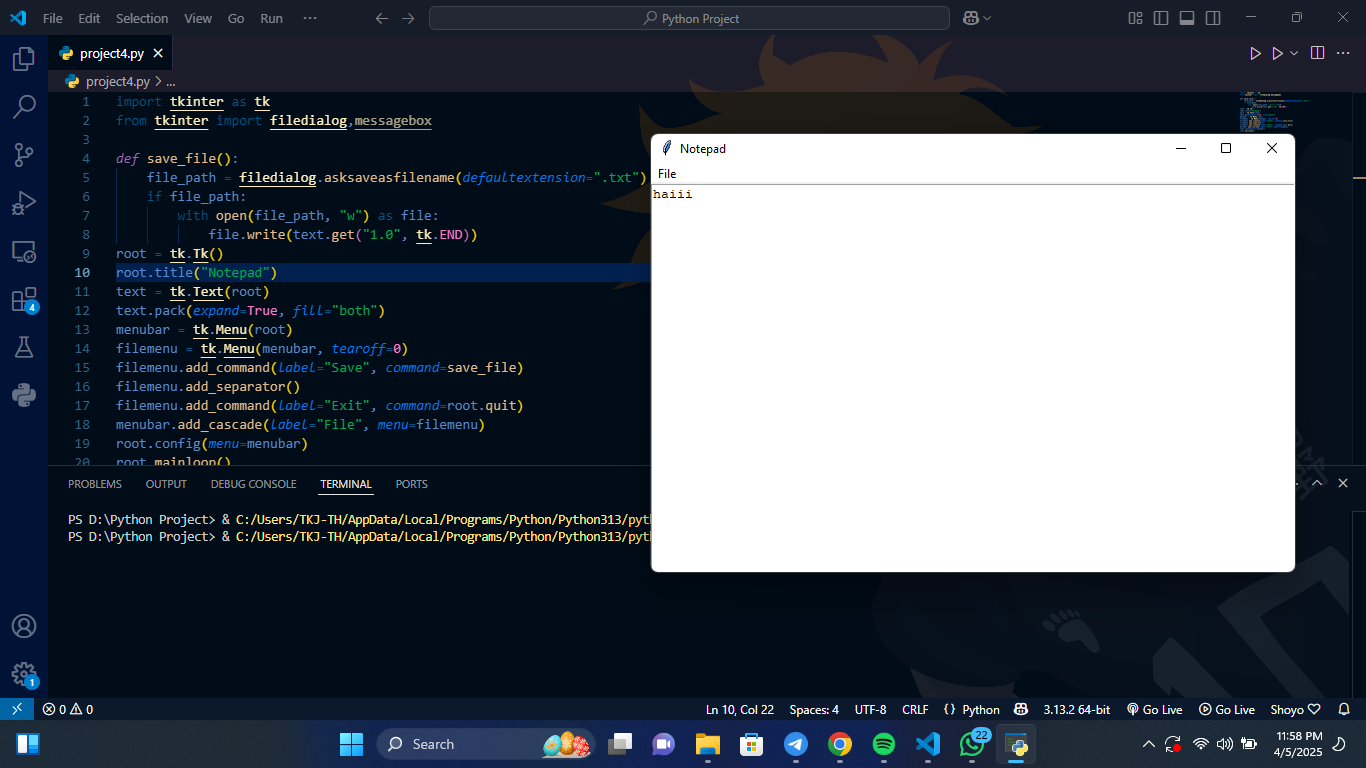 File Edit Selection View Go Run ··· Python Project
project4.py
project4.py > ...
1 import tkinter as tk
2 from tkinter import filedialog,messagebox
3
4 def save_file():
5 file_path = filedialog.asksaveasfilename(defaultextension=".txt")
6 if file_path:
7 with open(file_path, "w") as file:
8 file.write(text.get("1.0", tk.END))
9 root = tk.Tk()
10 root.title("Notepad")
11 text = tk.Text(root)
12 text.pack(expand=True, fill="both")
13 menubar = tk.Menu(root)
14 filemenu = tk.Menu(menubar, tearoff=0)
15 filemenu.add_command(label="Save", command=save_file)
16 filemenu.add_separator()
17 filemenu.add_command(label="Exit", command=root.quit)
18 menubar.add_cascade(label="File", menu=filemenu)
19 root.config(menu=menubar)
20 root.mainloop()
Notepad
File
haiii
4
1
PROBLEMS OUTPUT DEBUG CONSOLE TERMINAL PORTS
PS D:\Python Project> & C:/Users/TKJ-TH/AppData/Local/Programs/Python/Python313/pyth
PS D:\Python Project> & C:/Users/TKJ-TH/AppData/Local/Programs/Python/Python313/pyth
0 0 Ln 10, Col 22 Spaces: 4 UTF-8 CRLF {} Python 3.13.2 64-bit Go Live Go Live Shoyo
Search 22 11:58 PM
4/5/2025